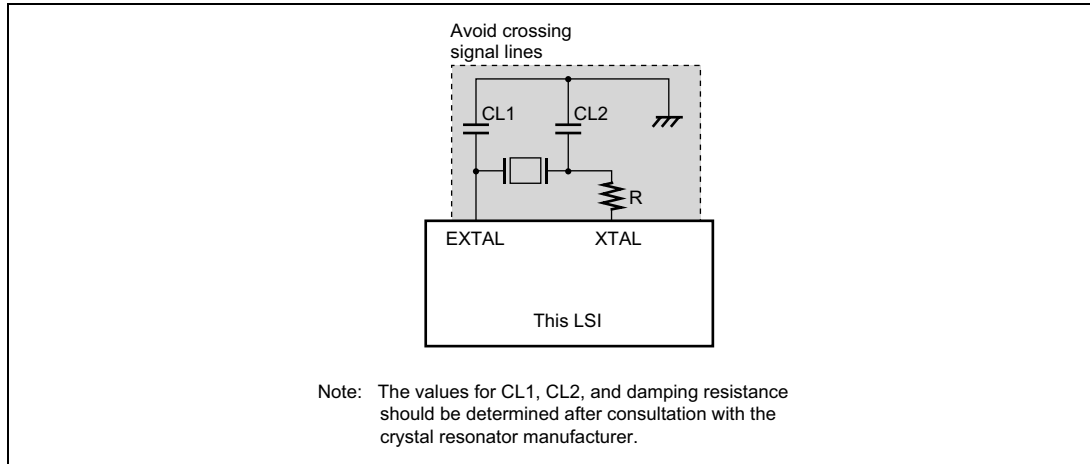 Avoid crossing
signal lines
CL1
CL2
R
EXTAL
XTAL
This LSI
Note: The values for CL1, CL2, and damping resistance
should be determined after consultation with the
crystal resonator manufacturer.